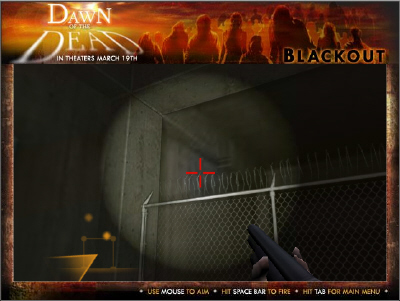 DAWN
OF THE
DEAD
IN THEATERS MARCH 19TH
BLACKOUT
• USE MOUSE TO AIM • HIT SPACE BAR TO FIRE • HIT TAB FOR MAIN MENU •